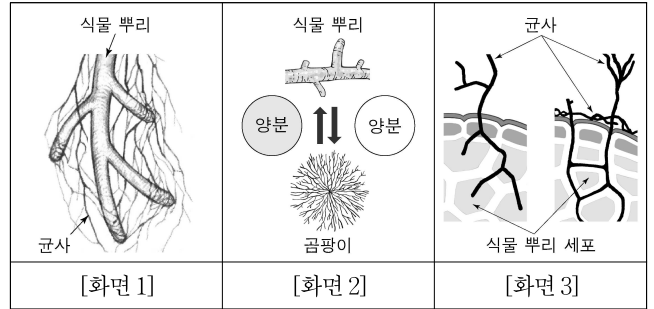 식물 뿌리
균사
[화면 1]
식물 뿌리
양분
양분
곰팡이
[화면 2]
균사
식물 뿌리 세포
[화면 3]